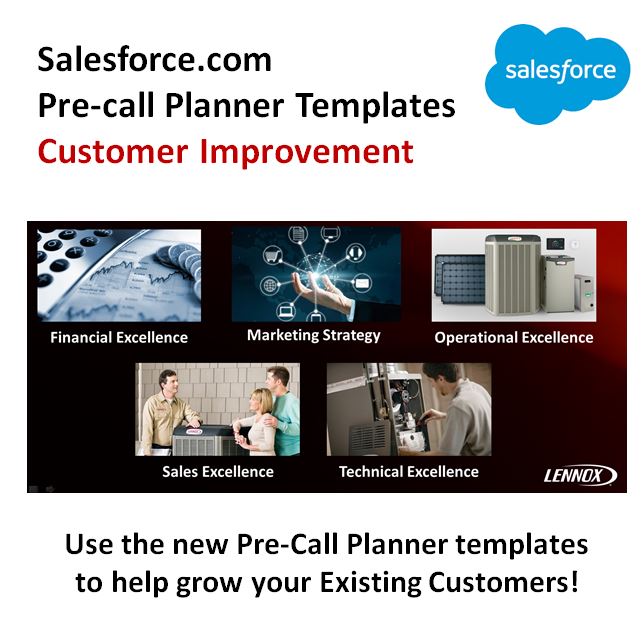 Salesforce.com
Pre-call Planner Templates
Customer Improvement
salesforce
Financial Excellence
Marketing Strategy
Operational Excellence
Sales Excellence
Technical Excellence
LENNOX
Use the new Pre-Call Planner templates
to help grow your Existing Customers!